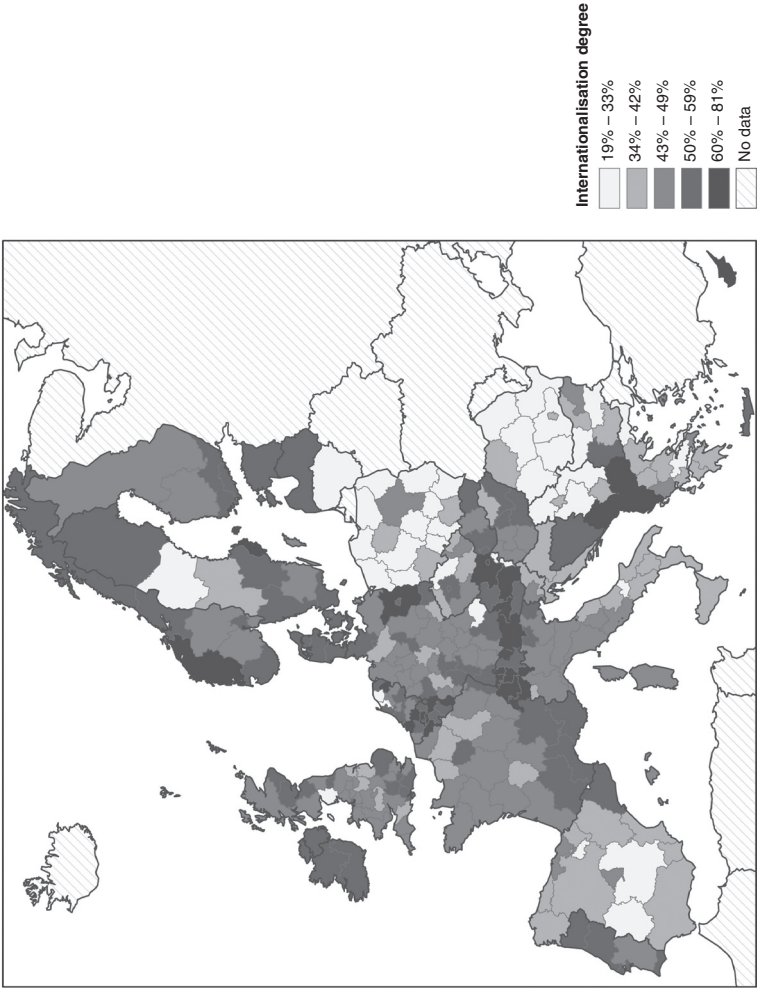 Internationalisation degree
19% – 33%
34% – 42%
43% – 49%
50% – 59%
60% – 81%
No data